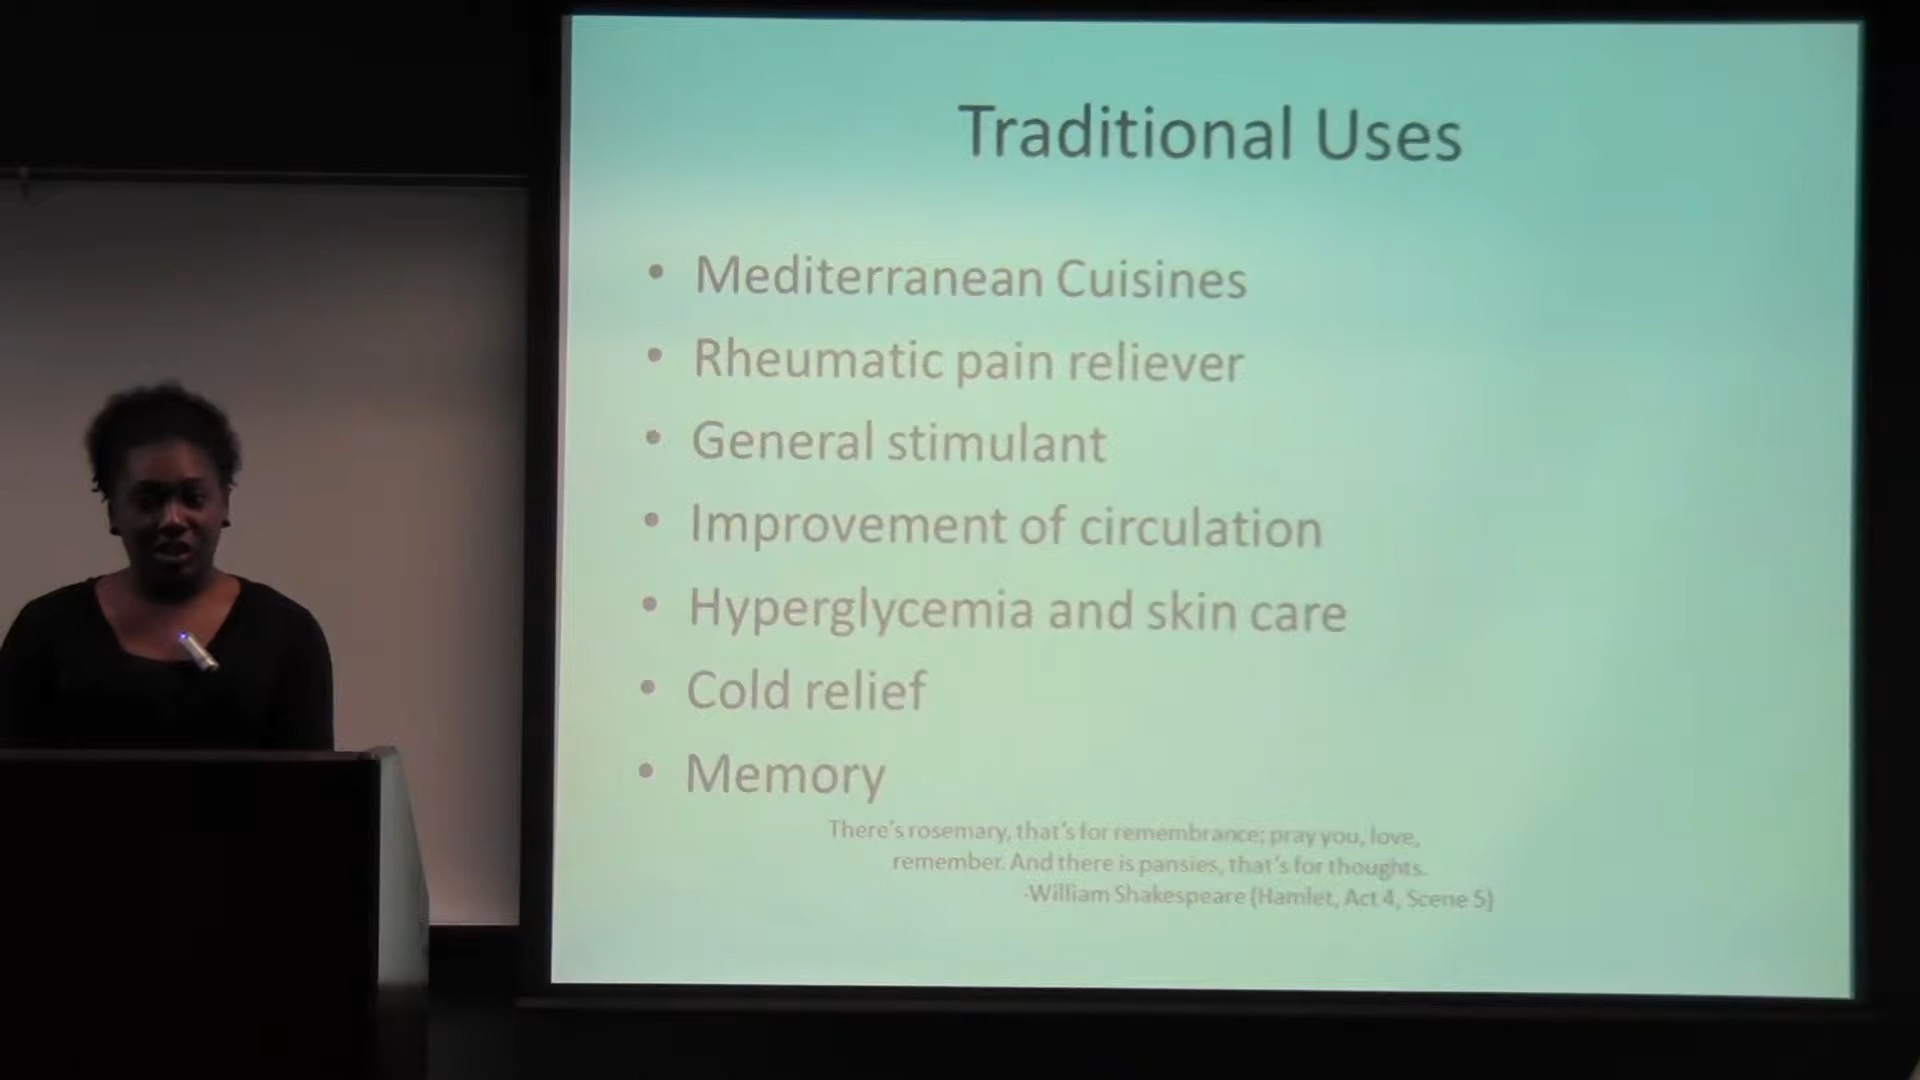 Traditional Uses
• Mediterranean Cuisines
• Rheumatic pain reliever
• General stimulant
• Improvement of circulation
• Hyperglycemia and skin care
• Cold relief
• Memory
There's rosemary, that's for remembrance; pray you, love,
remember. And there is pansies, that's for thoughts.
-William Shakespeare (Hamlet, Act 4, Scene 5)